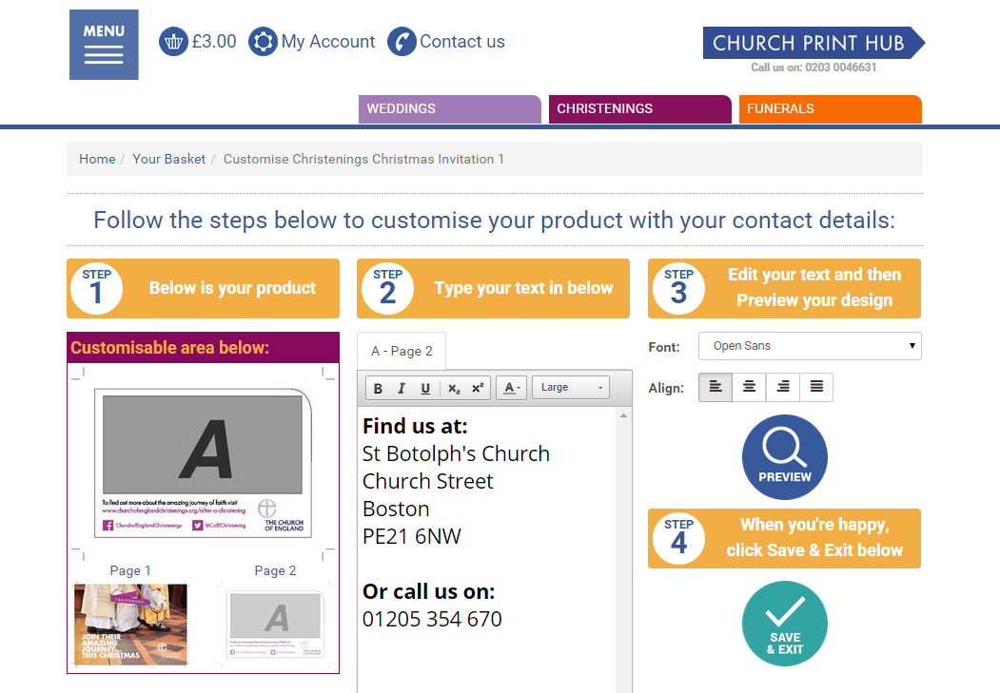 MENU
£3.00
My Account
Contact us
CHURCH PRINT HUB
Call us on: 0203 0046631
WEDDINGS
CHRISTENINGS
FUNERALS
Home / Your Basket / Customise Christenings Christmas Invitation 1
Follow the steps below to customise your product with your contact details:
STEP
1
Below is your product
STEP
2
Type your text in below
STEP
3
Edit your text and then
Preview your design
Customisable area below:
A
To find out more about the amazing journey of faith visit
www.churchofenglandchristenings.org/after-a-christening
ChurchofEnglandChristenings
@CofEChristening
THE CHURCH
OF ENGLAND
Page 1
Page 2
CHRISTENINGS
JOIN THEIR
AMAZING
JOURNEY...
...THIS CHRISTMAS
A
A - Page 2
B I U X₂ X² A Large
Find us at:
St Botolph's Church
Church Street
Boston
PE21 6NW
Or call us on:
01205 354 670
Font:
Open Sans
Align:
PREVIEW
STEP
4
When you're happy,
click Save & Exit below
SAVE
& EXIT